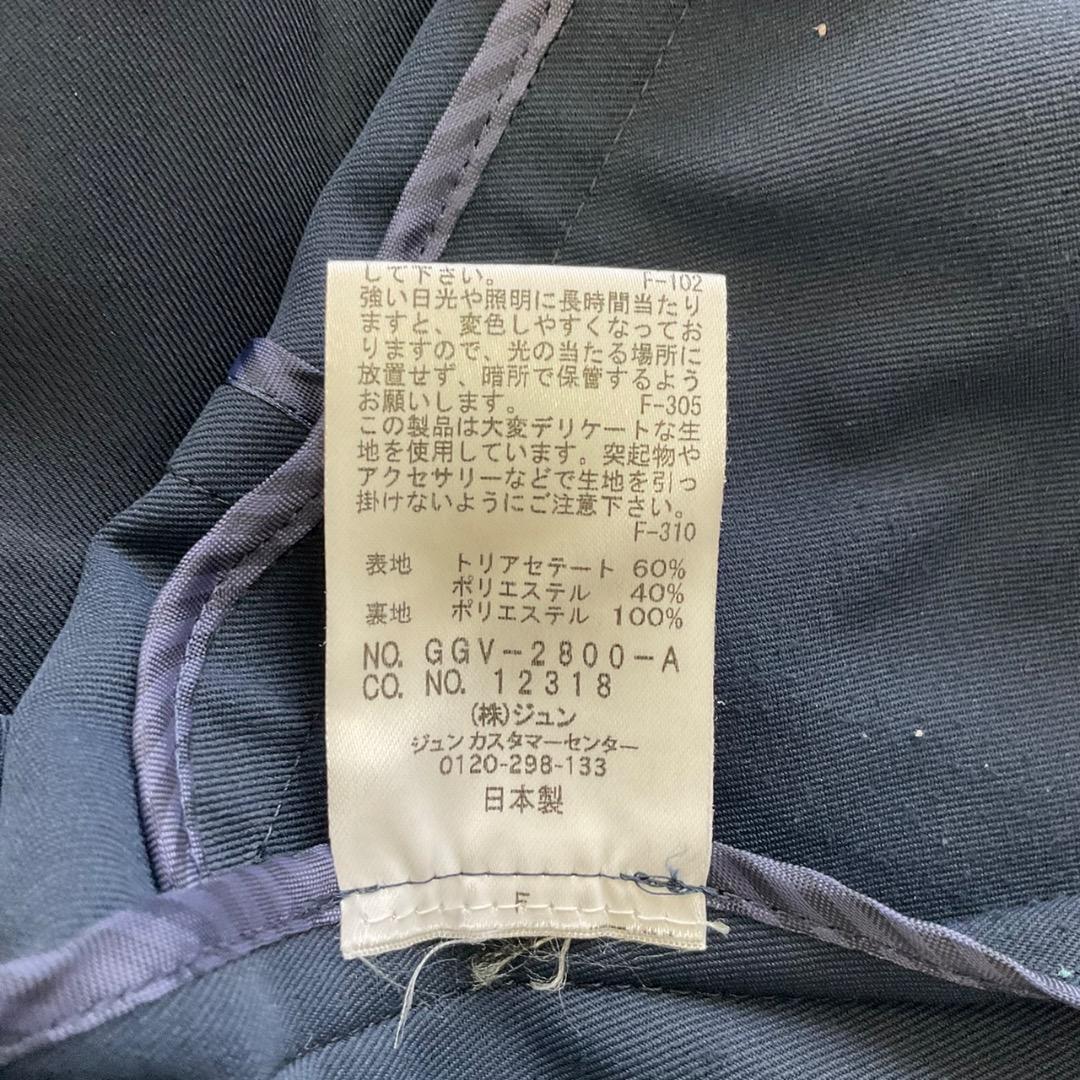 して下さい。 F-102
強い日光や照明に長時間当たり
ますと、変色しやすくなってお
りますので、光の当たる場所に
放置せず、暗所で保管するよう
お願いします。 F-305
この製品は大変デリケートな生
地を使用しています。突起物や
アクセサリーなどで生地を引っ
掛けないようにご注意下さい。
F-310
表地 トリアセテート 60%
ポリエステル 40%
裏地 ポリエステル 100%
NO. GGV-2800-A
CO. NO. 12318
(株)ジュン
ジュンカスタマーセンター
0120-298-133
日本製